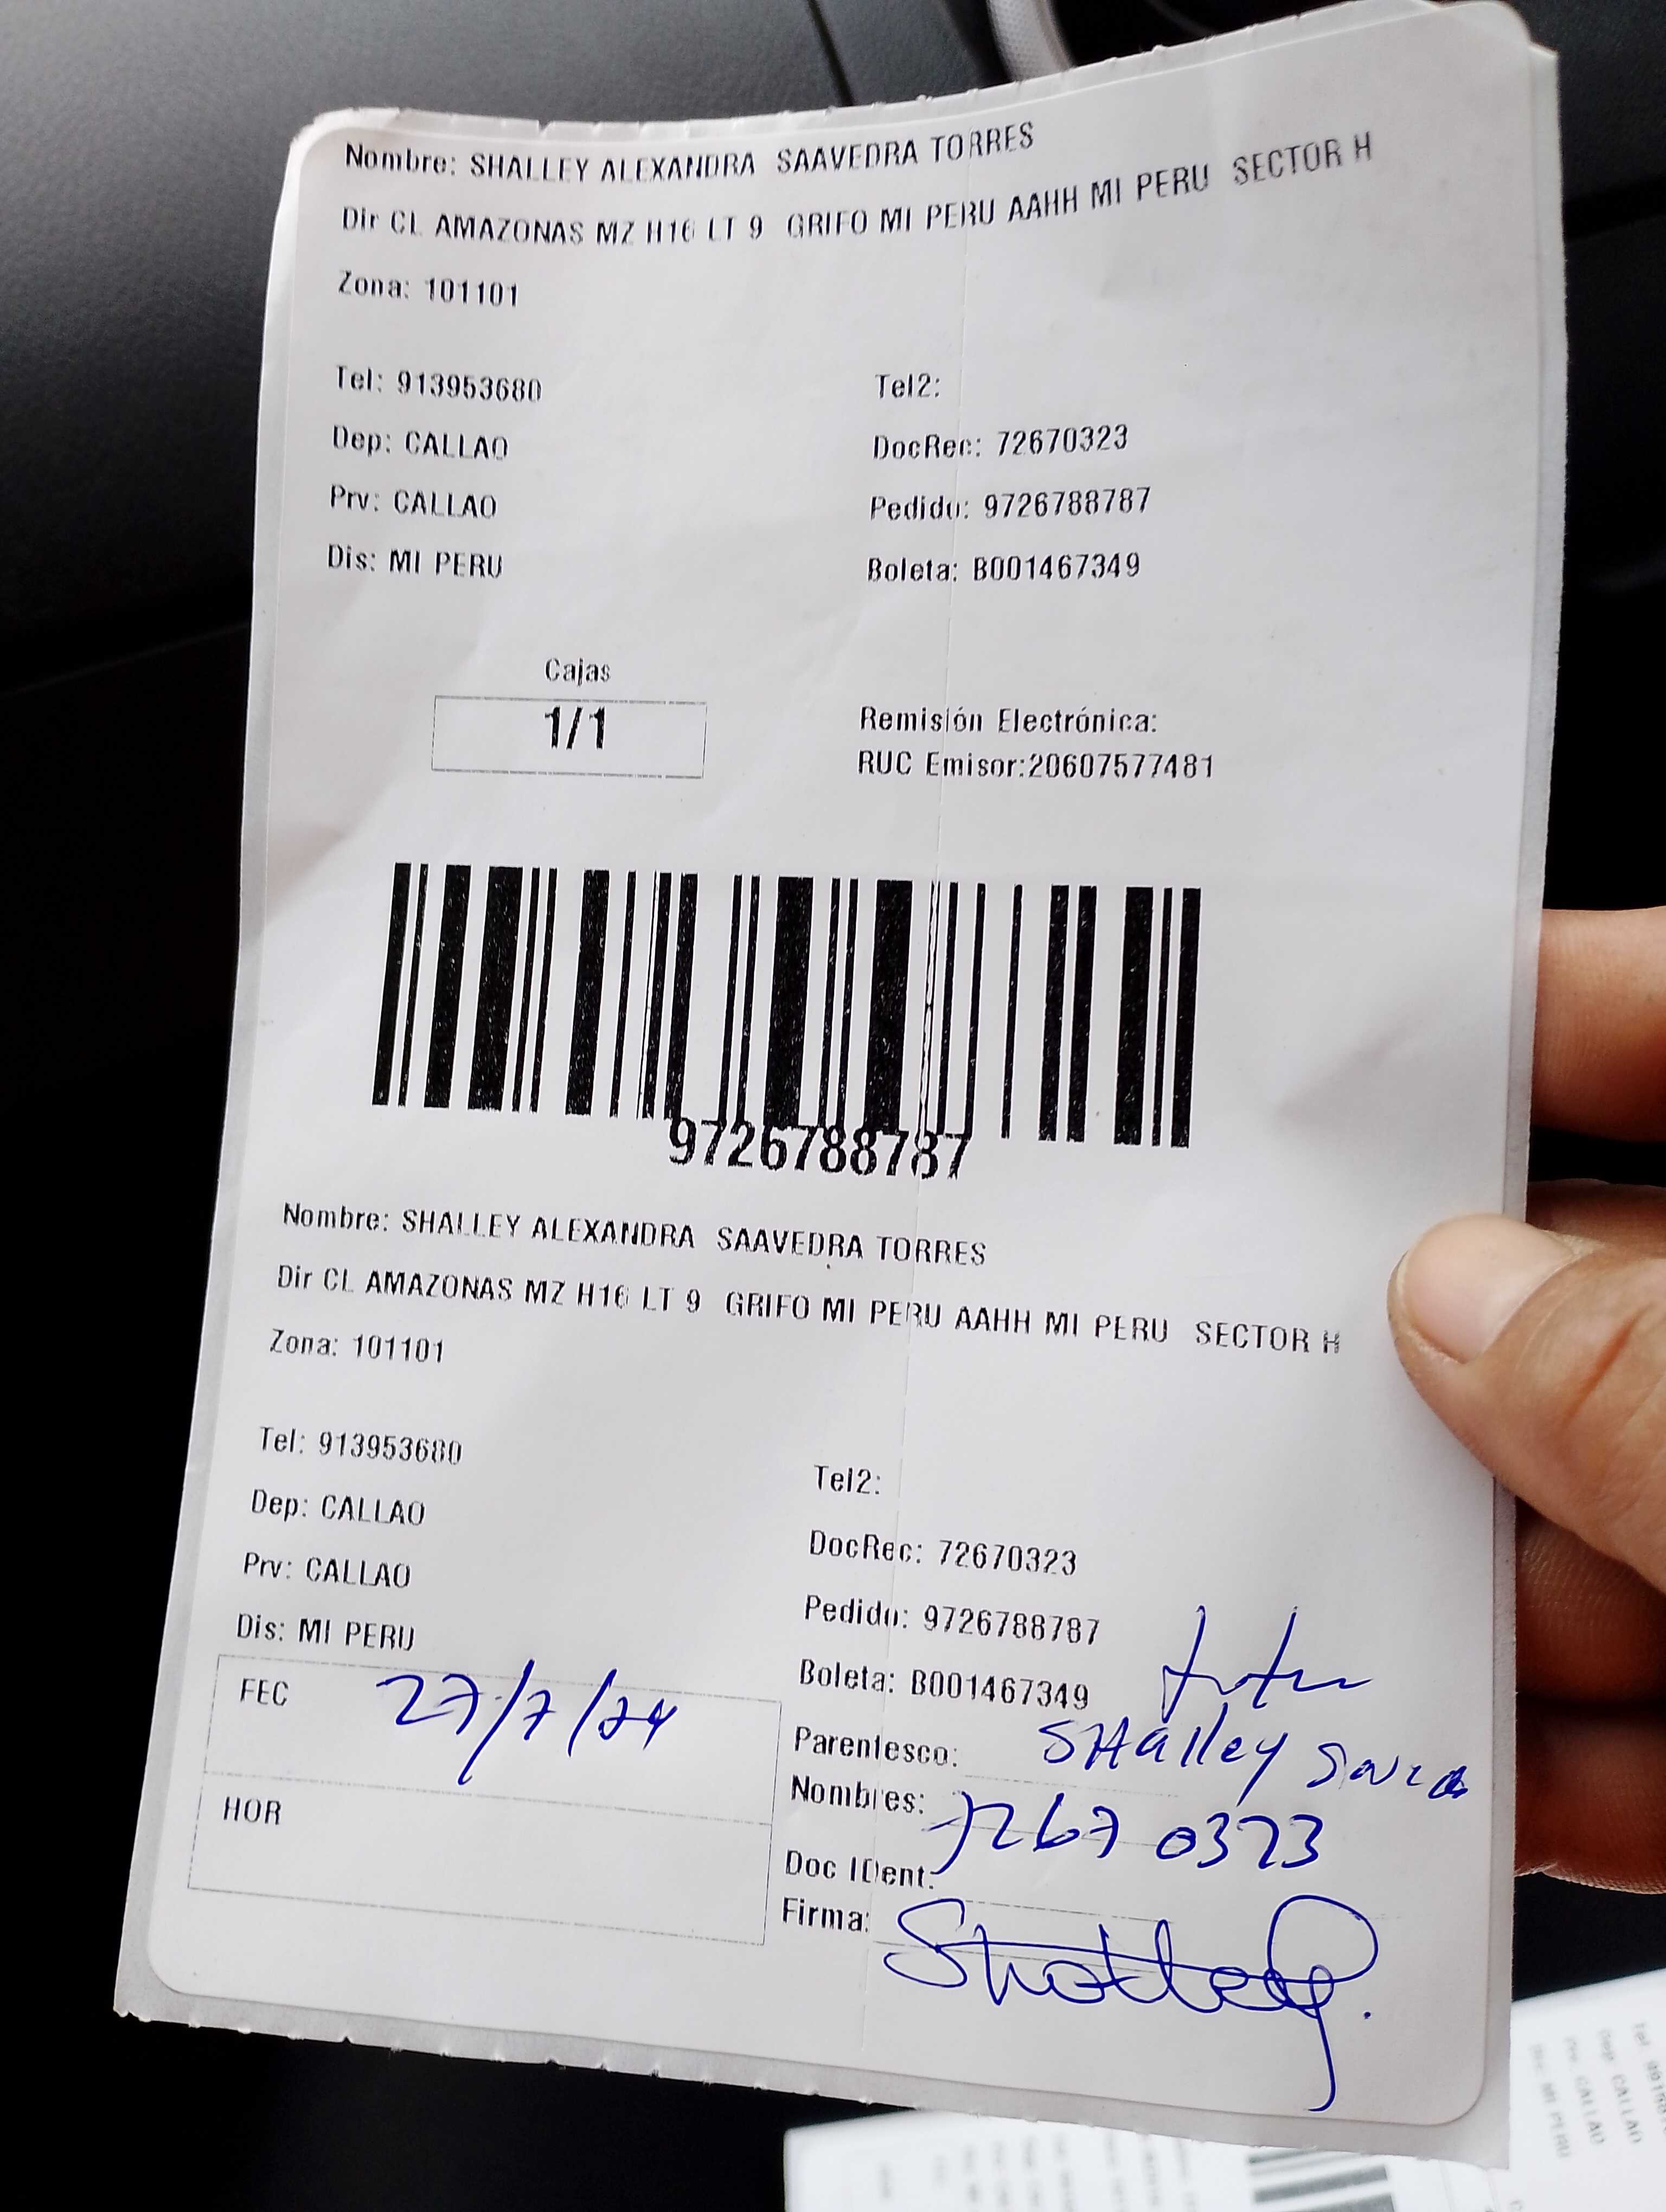 Nombre: SHALLEY ALEXANDRA SAAVEDRA TORRES
Dir CL AMAZONAS MZ H16 LT 9 GRIFO MI PERU AAHH MI PERU SECTOR H
Zona: 101101
Tel: 913953680 Tel2:
Dep: CALLAO DocRec: 72670323
Prv: CALLAO Pedido: 9726788787
Dis: MI PERU Boleta: B001467349
Cajas
1/1
Remisión Electrónica:
RUC Emisor:20607577481
9726788787
Nombre: SHALLEY ALEXANDRA SAAVEDRA TORRES
Dir CL AMAZONAS MZ H16 LT 9 GRIFO MI PERU AAHH MI PERU SECTOR H
Zona: 101101
Tel: 913953680 Tel2:
Dep: CALLAO DocRec: 72670323
Prv: CALLAO Pedido: 9726788787
Dis: MI PERU Boleta: B001467349
FEC 27/7/24
HOR
Parentesco:
Nombres: SHalley
Doc IDent: 7267 0323
Firma: